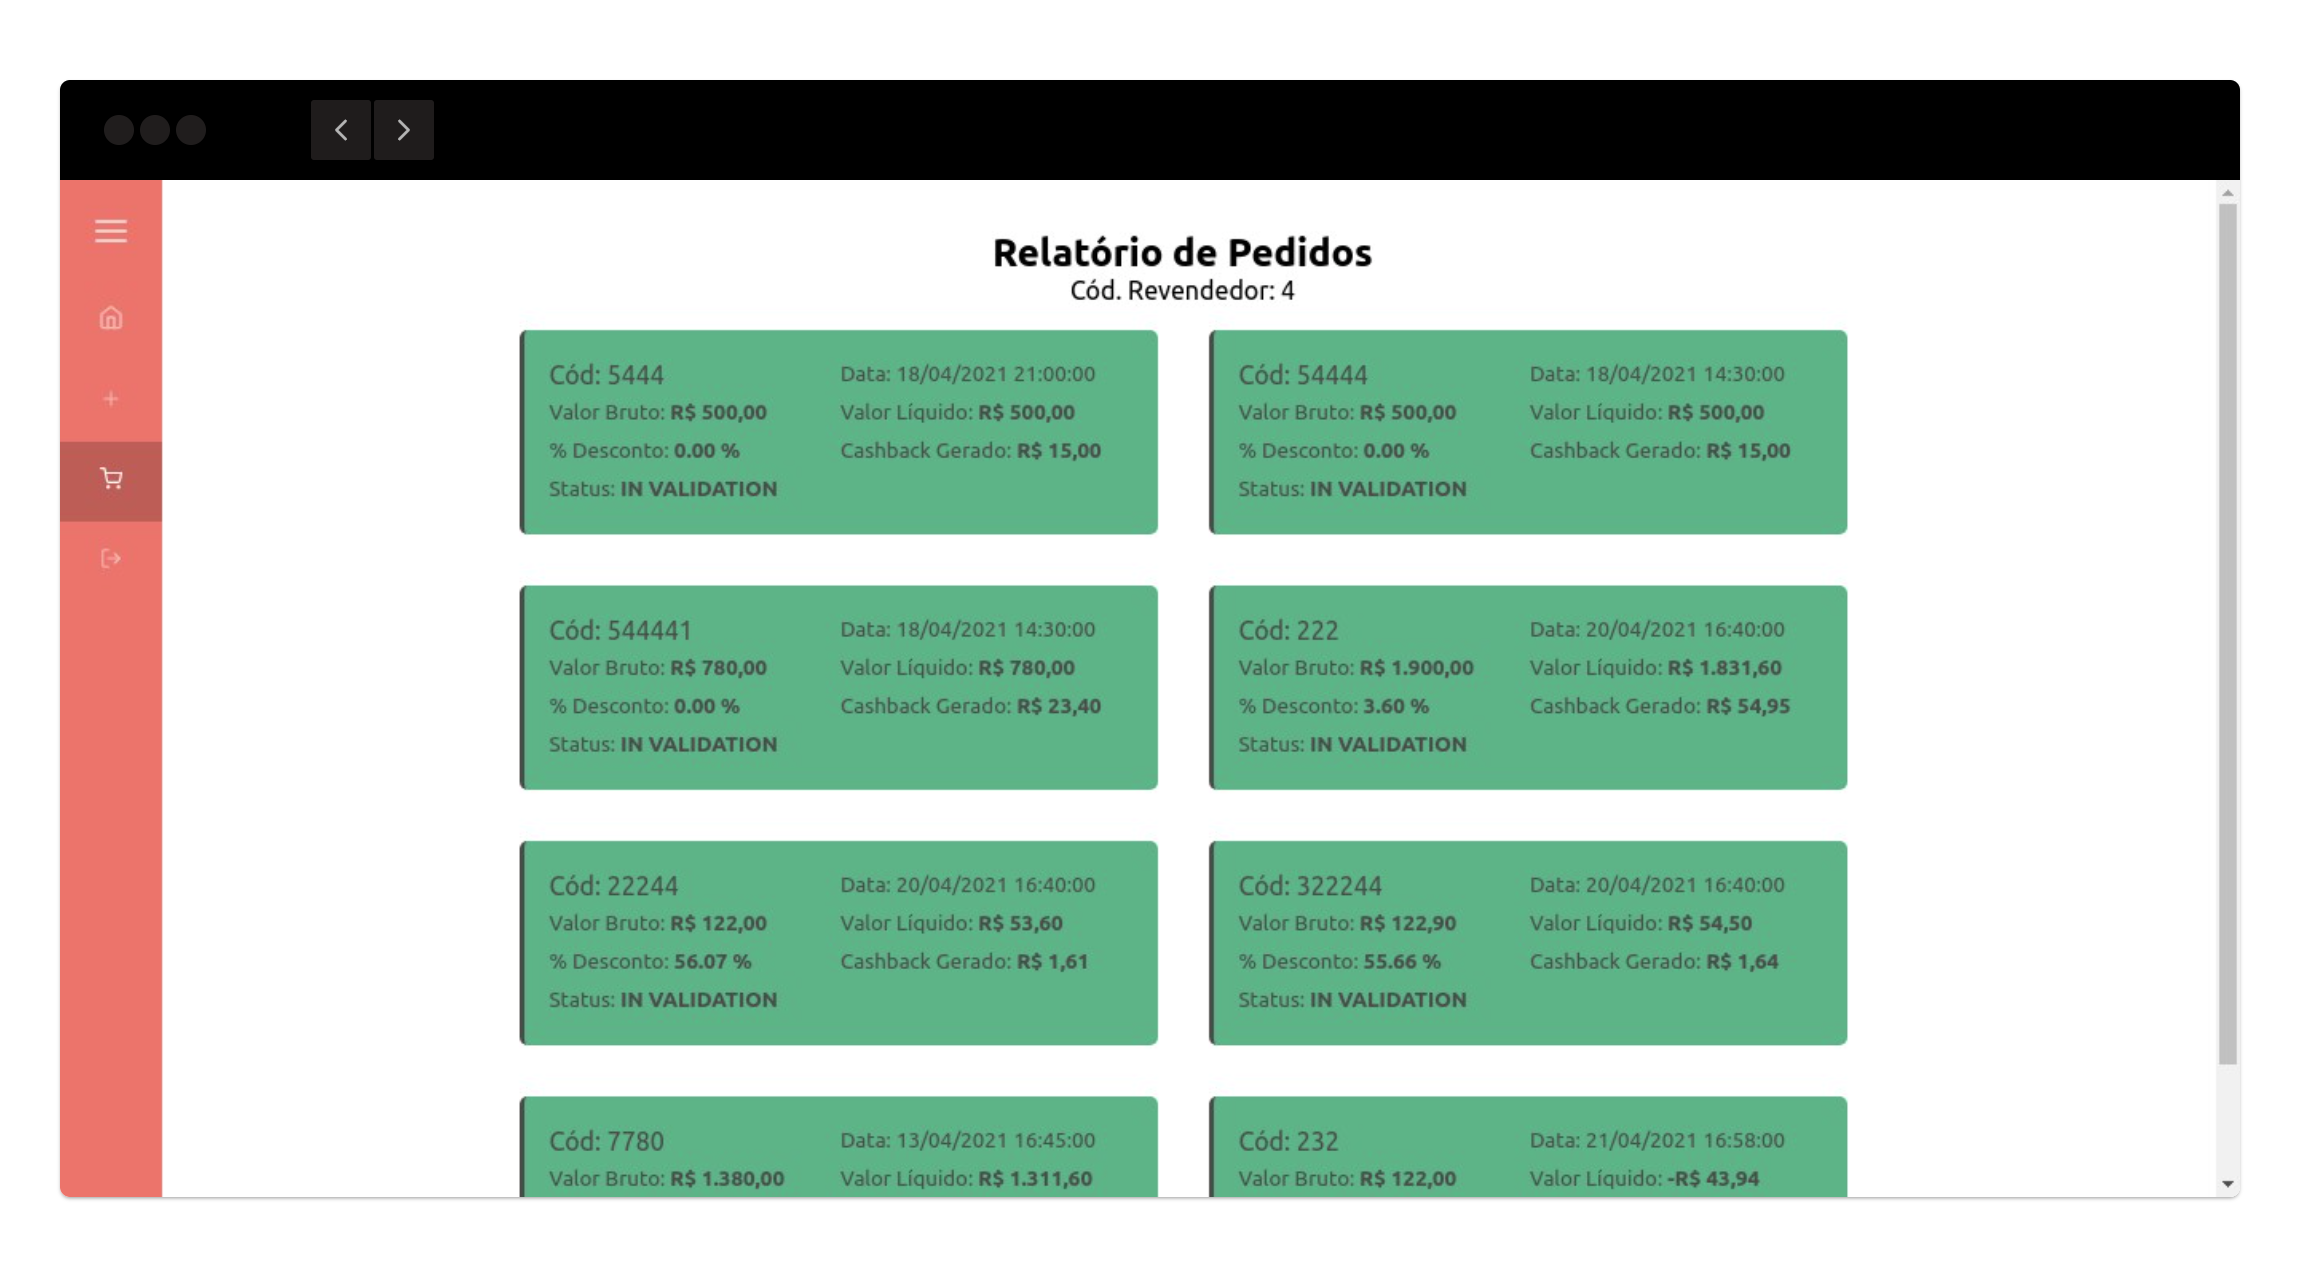 Relatório de Pedidos
Cód. Revendedor: 4
Cód: 5444
Data: 18/04/2021 21:00:00
Valor Bruto: R$ 500,00
Valor Líquido: R$ 500,00
% Desconto: 0.00 %
Cashback Gerado: R$ 15,00
Status: IN VALIDATION
Cód: 54444
Data: 18/04/2021 14:30:00
Valor Bruto: R$ 500,00
Valor Líquido: R$ 500,00
% Desconto: 0.00 %
Cashback Gerado: R$ 15,00
Status: IN VALIDATION
Cód: 544441
Data: 18/04/2021 14:30:00
Valor Bruto: R$ 780,00
Valor Líquido: R$ 780,00
% Desconto: 0.00 %
Cashback Gerado: R$ 23,40
Status: IN VALIDATION
Cód: 222
Data: 20/04/2021 16:40:00
Valor Bruto: R$ 1.900,00
Valor Líquido: R$ 1.831,60
% Desconto: 3.60 %
Cashback Gerado: R$ 54,95
Status: IN VALIDATION
Cód: 22244
Data: 20/04/2021 16:40:00
Valor Bruto: R$ 122,00
Valor Líquido: R$ 53,60
% Desconto: 56.07 %
Cashback Gerado: R$ 1,61
Status: IN VALIDATION
Cód: 322244
Data: 20/04/2021 16:40:00
Valor Bruto: R$ 122,90
Valor Líquido: R$ 54,50
% Desconto: 55.66 %
Cashback Gerado: R$ 1,64
Status: IN VALIDATION
Cód: 7780
Data: 13/04/2021 16:45:00
Valor Bruto: R$ 1.380,00
Valor Líquido: R$ 1.311,60
Cód: 232
Data: 21/04/2021 16:58:00
Valor Bruto: R$ 122,00
Valor Líquido: -R$ 43,94